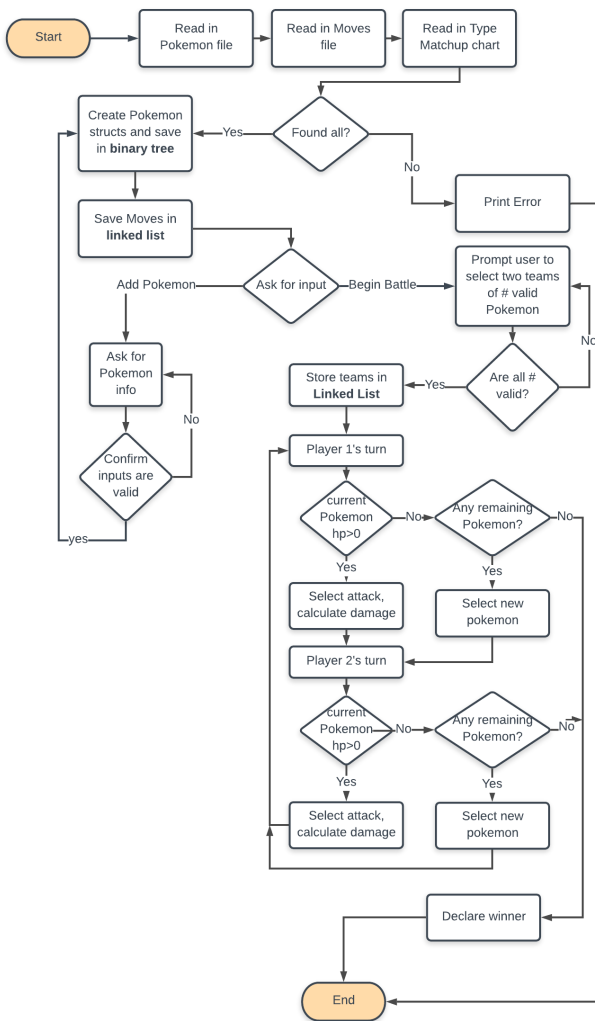 Start
Read in
Pokemon file
Read in Moves
file
Read in Type
Matchup chart
Create Pokemon
structs and save
in binary tree
Yes
Found all?
No
Print Error
Save Moves in
linked list
Add Pokemon
Ask for input
Begin Battle
Prompt user to
select two teams
of # valid
Pokemon
No
Ask for
Pokemon
info
Store teams in
Linked List
Yes
Are all #
valid?
No
Confirm
inputs are
valid
yes
Player 1's turn
current
Pokemon
hp>0
No
Any remaining
Pokemon?
No
Yes
Yes
Select attack,
calculate damage
Select new
pokemon
Player 2's turn
current
Pokemon
hp>0
No
Any remaining
Pokemon?
No
Yes
Yes
Select attack,
calculate damage
Select new
pokemon
Declare winner
End